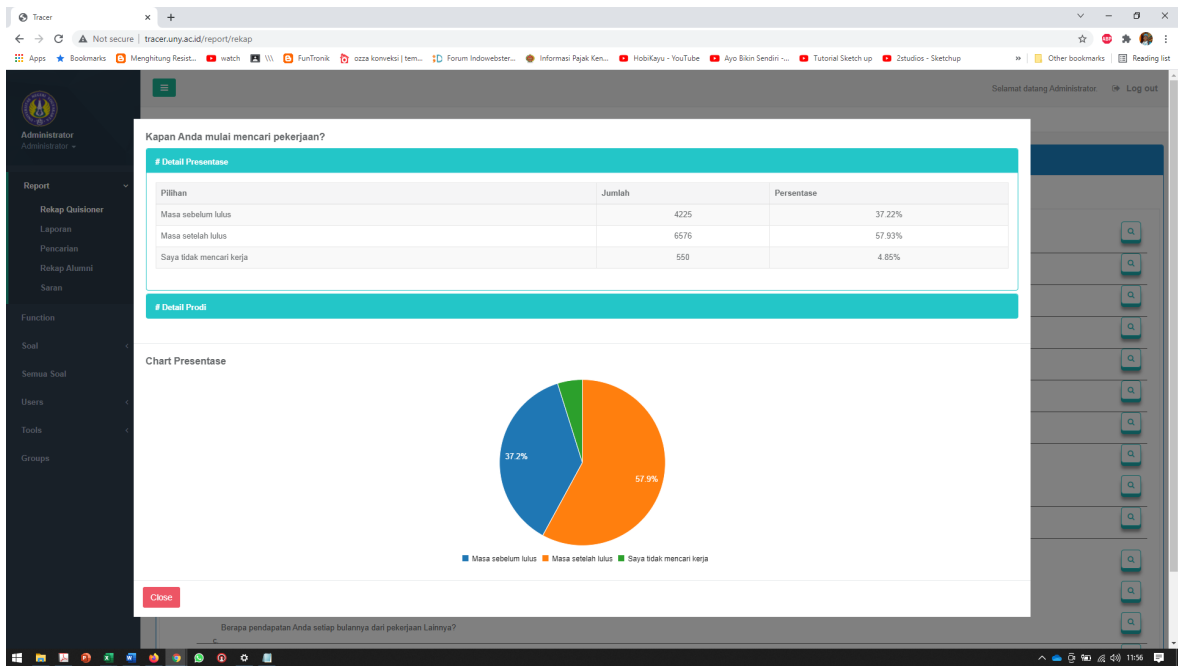 Tracer
Not secure | tracer.uny.ac.id/report/rekap
Apps Bookmarks Menghitung Resist... watch \\\ FunTronik ozza konveksi | tem... Forum Indowebster... Informasi Pajak Ken... HobiKayu - YouTube Ayo Bikin Sendiri -... Tutorial Sketch up 2studios - Sketchup » Other bookmarks Reading list
Selamat datang Administrator. Log out
Administrator
Administrator
Report
Rekap Quisioner
Laporan
Pencarian
Rekap Alumni
Saran
Function
Soal
Semua Soal
Users
Tools
Groups
Kapan Anda mulai mencari pekerjaan?
# Detail Presentase
Pilihan Jumlah Persentase
Masa sebelum lulus 4225 37.22%
Masa setelah lulus 6576 57.93%
Saya tidak mencari kerja 550 4.85%
# Detail Prodi
Chart Presentase
37.2%
57.9%
Masa sebelum lulus Masa setelah lulus Saya tidak mencari kerja
Close
Berapa pendapatan Anda setiap bulannya dari pekerjaan Lainnya?
c.
11:56